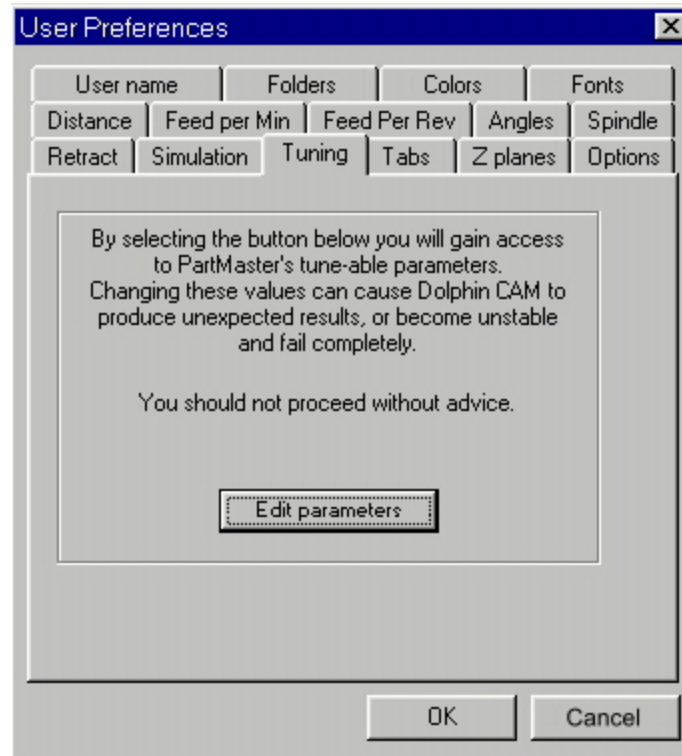 User Preferences
User name Folders Colors Fonts
Distance Feed per Min Feed Per Rev Angles Spindle
Retract Simulation Tuning Tabs Z planes Options
By selecting the button below you will gain access
to PartMaster's tune-able parameters.
Changing these values can cause Dolphin CAM to
produce unexpected results, or become unstable
and fail completely.
You should not proceed without advice.
Edit parameters
OK Cancel